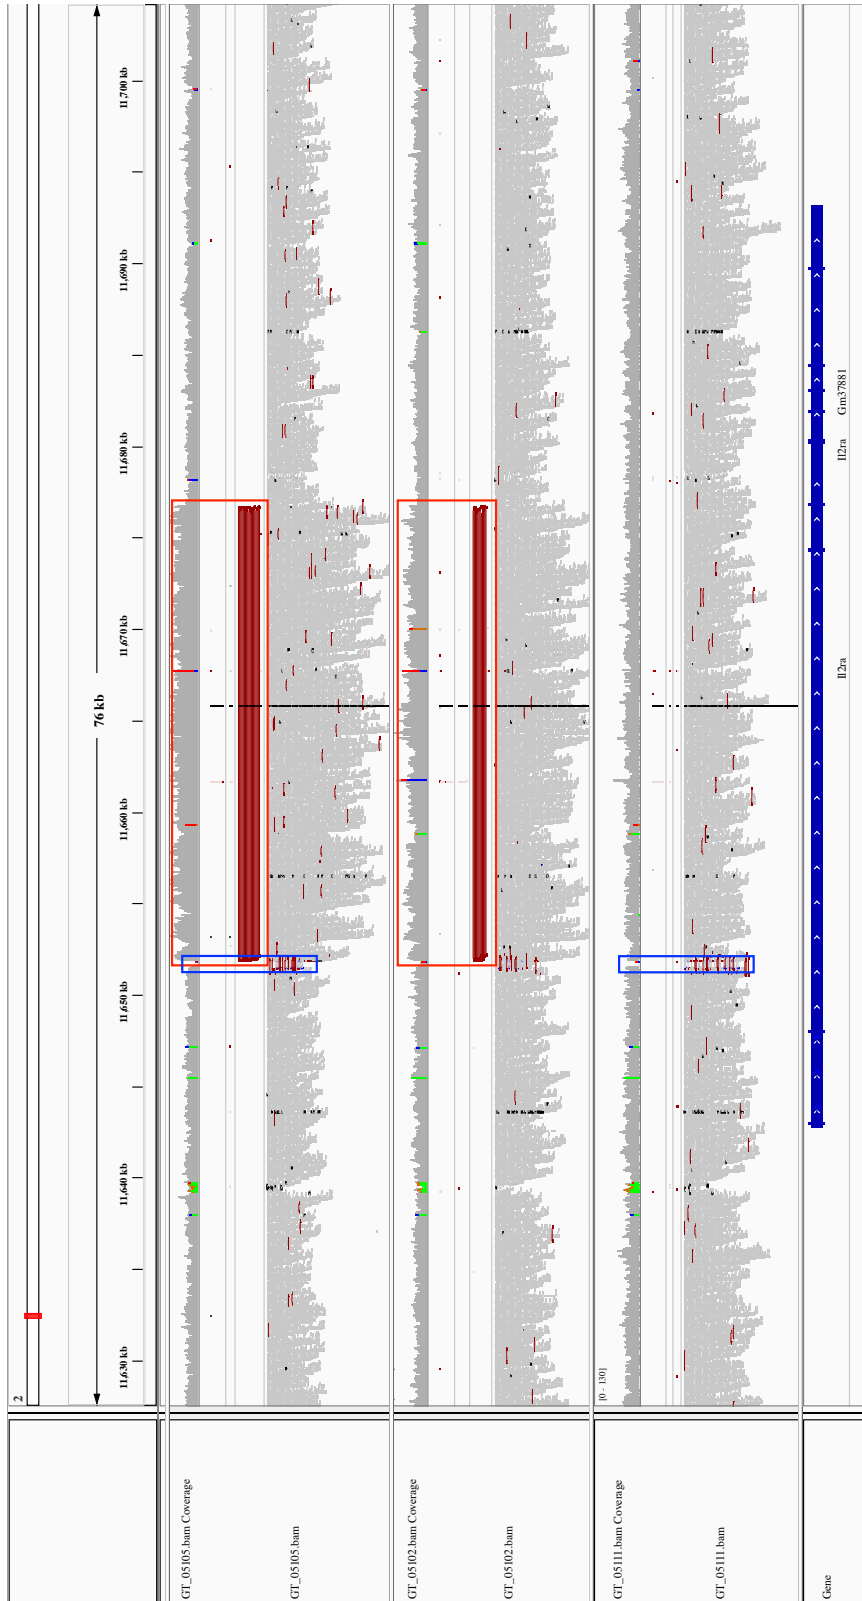 2
76 kb
11,630 kb
11,640 kb
11,650 kb
11,660 kb
11,670 kb
11,680 kb
11,690 kb
11,700 kb
GT_05105.bam Coverage
GT_05105.bam
GT_05102.bam Coverage
GT_05102.bam
[0 - 130]
GT_05111.bam Coverage
GT_05111.bam
Gene
Il2ra
Il2ra
Gm37881